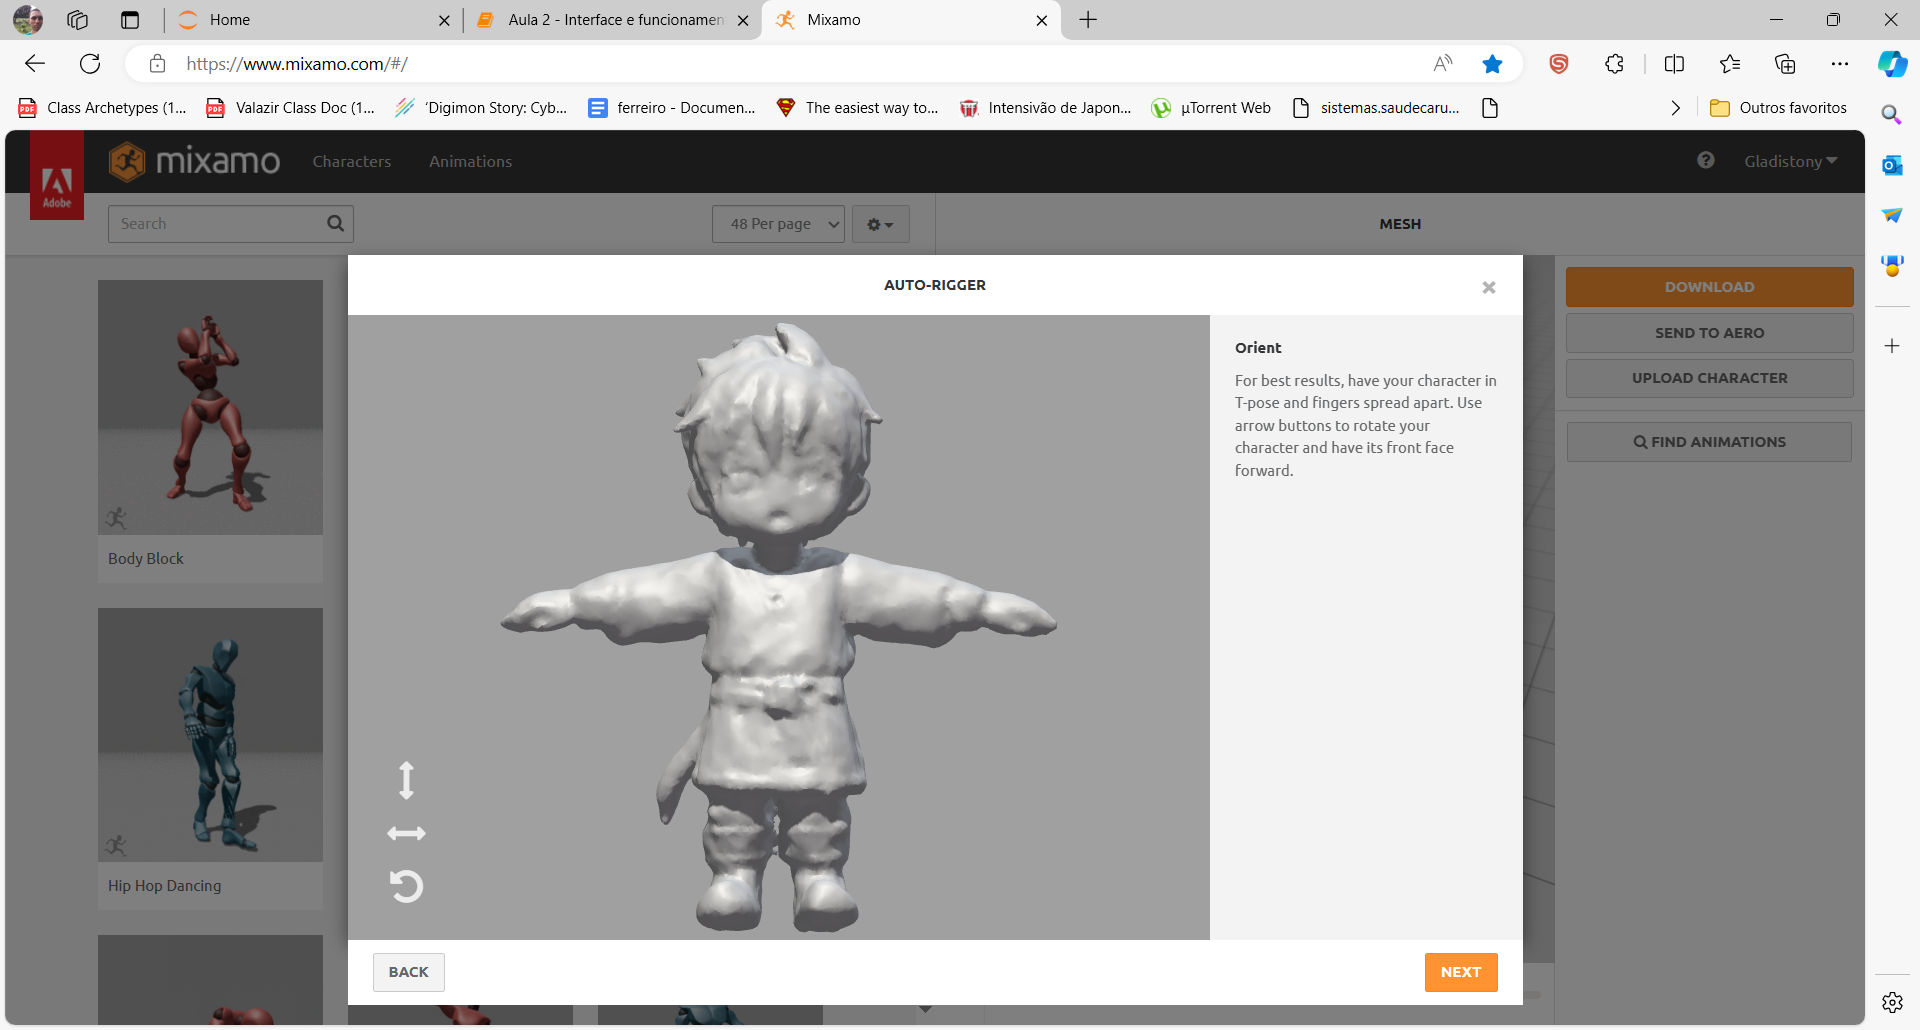 Home
Aula 2 - Interface e funcionamen
Mixamo
https://www.mixamo.com/#/
Class Archetypes (1...
Valazir Class Doc (1...
'Digimon Story: Cyb...
ferreiro - Documen...
The easiest way to...
Intensivão de Japon...
µTorrent Web
sistemas.saudecaru...
Outros favoritos
Adobe
mixamo
Characters
Animations
Gladistony
Search
48 Per page
MESH
AUTO-RIGGER
DOWNLOAD
SEND TO AERO
UPLOAD CHARACTER
FIND ANIMATIONS
Orient
For best results, have your character in
T-pose and fingers spread apart. Use
arrow buttons to rotate your
character and have its front face
forward.
Body Block
Hip Hop Dancing
BACK
NEXT